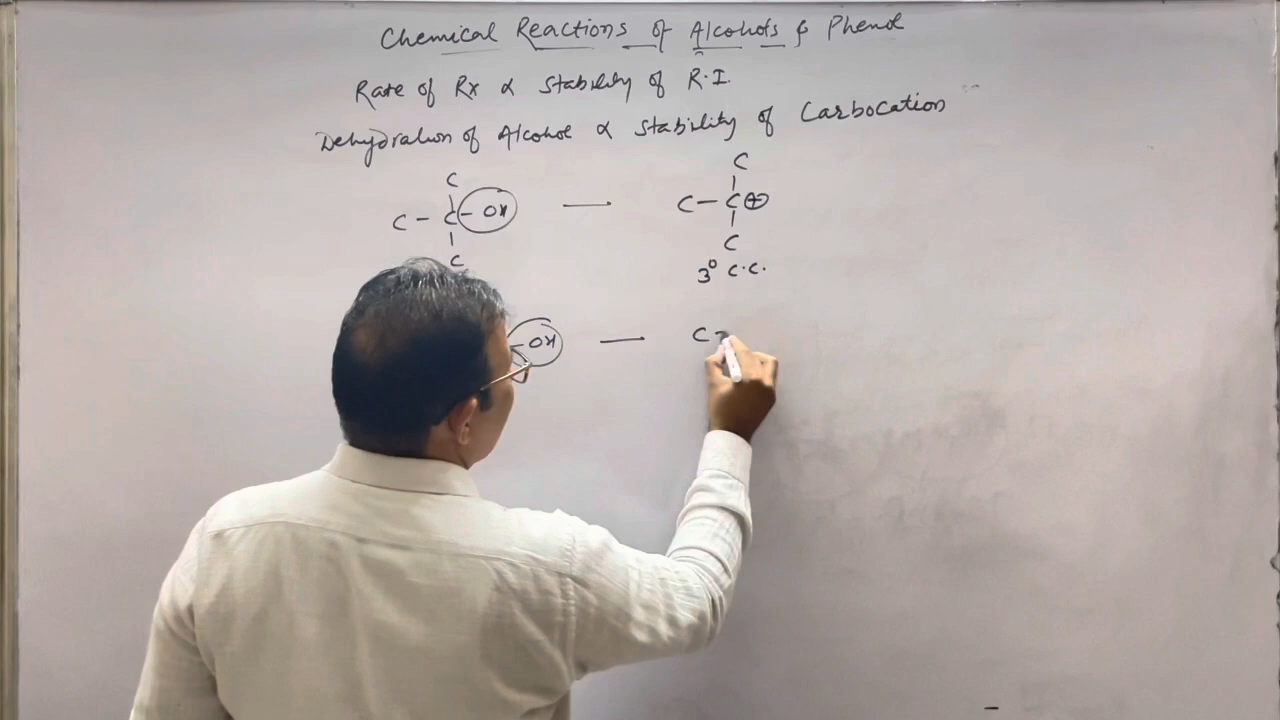 Chemical Reactions of Alcohols & Phenol
Rate of Rx ∝ Stability of R.I.
Dehydration of Alcohol ∝ Stability of Carbocation
C
C - C - OH — C - C ⊕
C
C
C
3° C.C.
- OH — C -